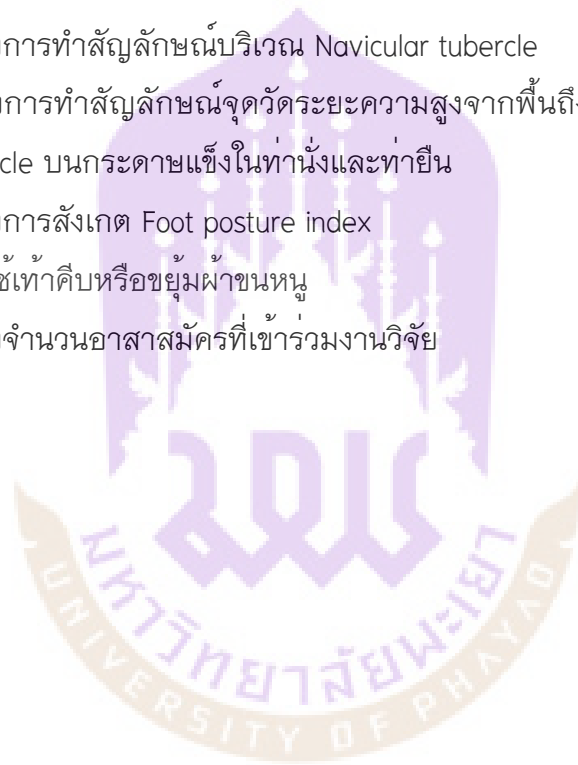 งการทำสัญลักษณ์บริเวณ Navicular tubercle
งการทำสัญลักษณ์จุดวัดระยะความสูงจากพื้นถึง
cle บนกระดาษแข็งในท่านั่งและท่ายืน
งการสังเกต Foot posture index
ช้เท้าคีบหรือขยุ้มผ้าขนหนู
งจำนวนอาสาสมัครที่เข้าร่วมงานวิจัย
มหาวิทยาลัยพะเยา
UNIVERSITY OF PHAYAO